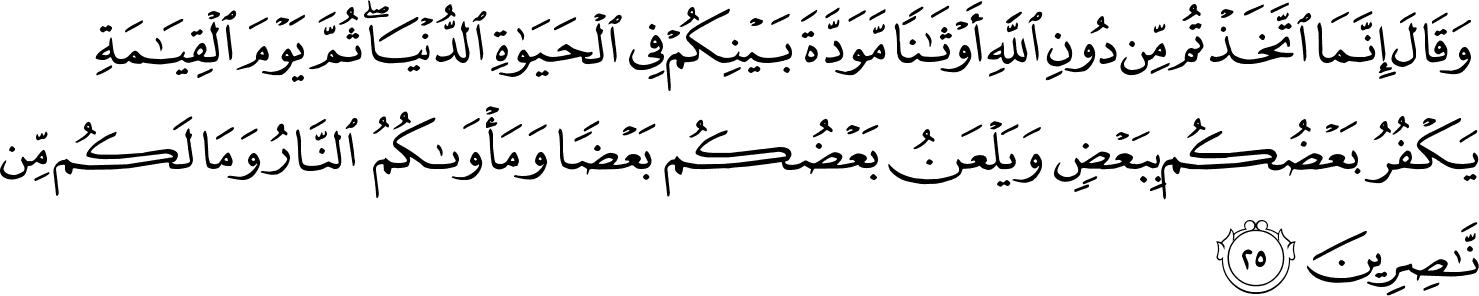 وَقَالَ إِنَّمَا ٱتَّخَذْتُم مِّن دُونِ ٱللَّهِ أَوْثَـٰنًا مَّوَدَّةَ بَيْنِكُمْ فِى ٱلْحَيَوٰةِ ٱلدُّنْيَا ۖ ثُمَّ يَوْمَ ٱلْقِيَـٰمَةِ
يَكْفُرُ بَعْضُكُم بِبَعْضٍ وَيَلْعَنُ بَعْضُكُم بَعْضًا وَمَأْوَىٰكُمُ ٱلنَّارُ وَمَا لَكُم مِّن
نَّـٰصِرِينَ ٢٥